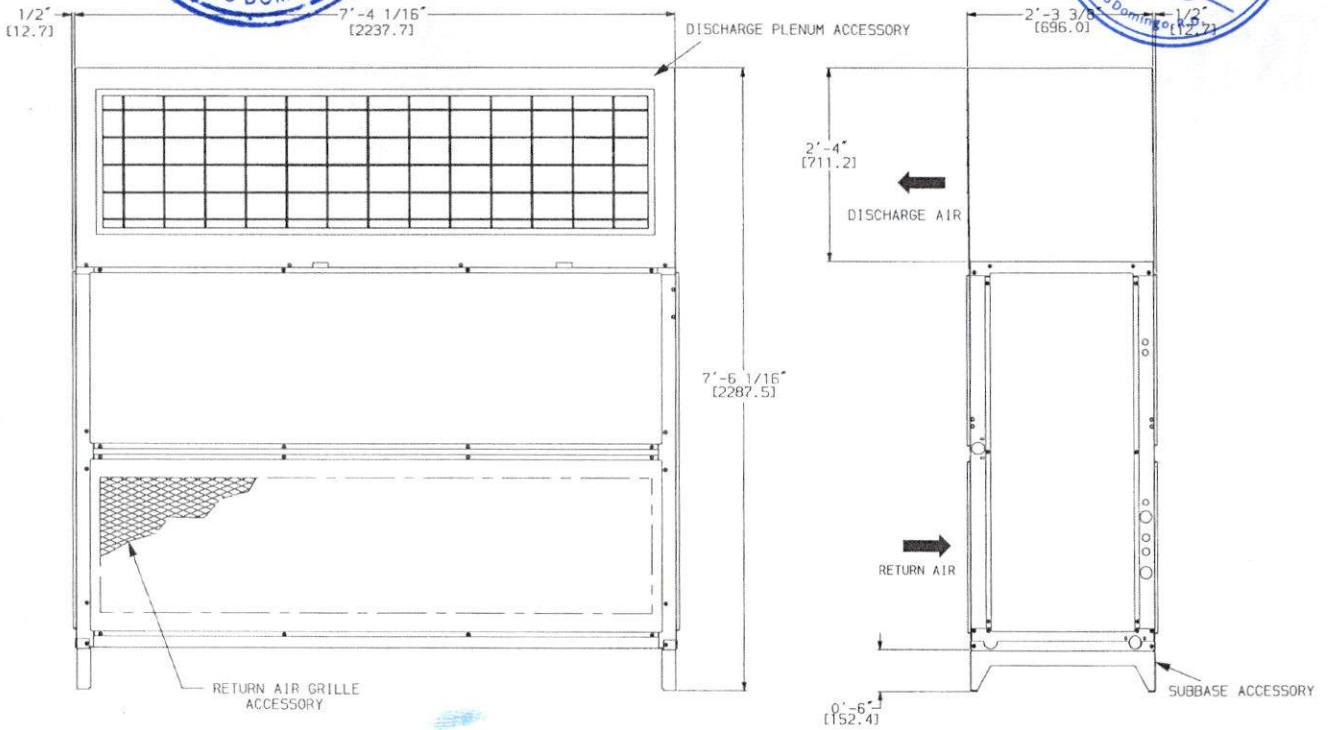 1/2"
[12.7]
7'-4 1/16"
[2237.7]
DISCHARGE PLENUM ACCESSORY
2'-3 3/8"
[696.0]
1/2"
[12.7]
Domingo, R.D.
2'-4"
[711.2]
DISCHARGE AIR
7'-6 1/16"
[2287.5]
RETURN AIR
RETURN AIR GRILLE
ACCESSORY
0'-6"
[152.4]
SUBBASE ACCESSORY